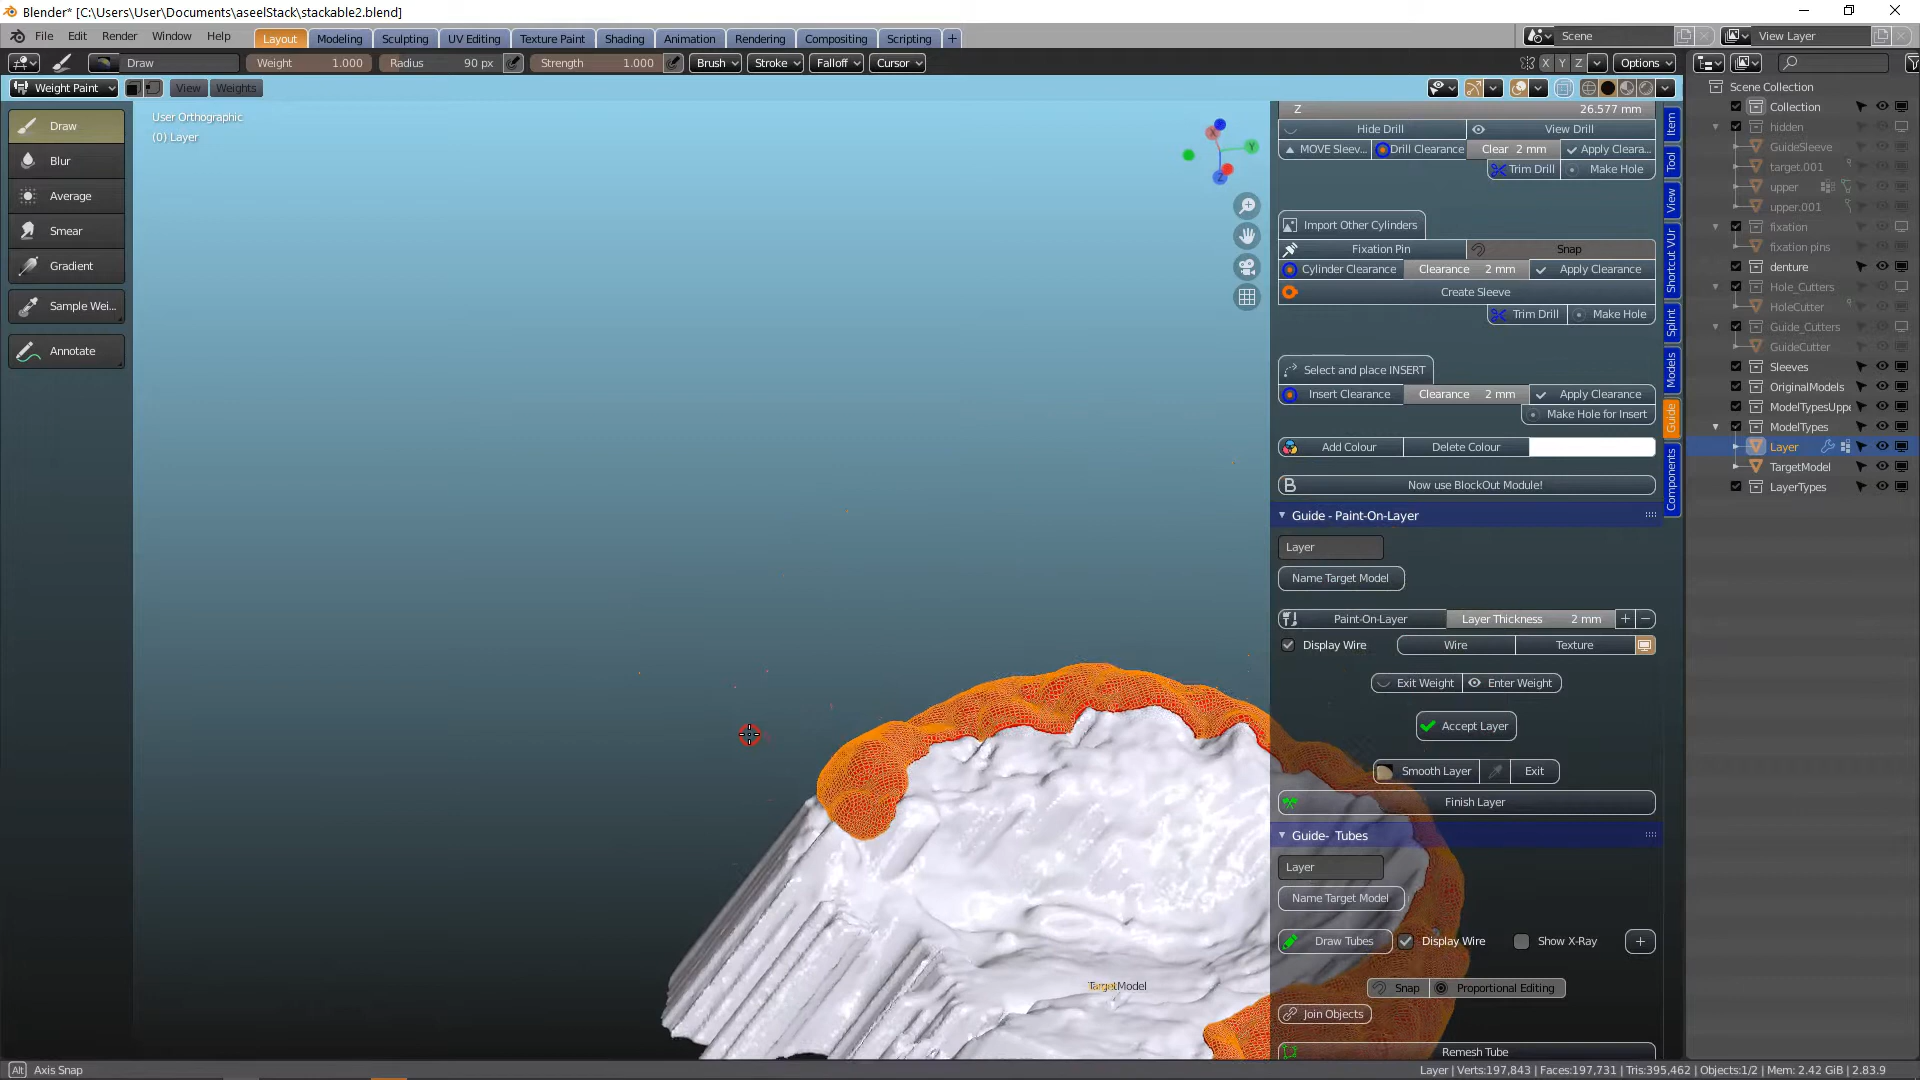 Blender* [C:\Users\User\Documents\aseelStack\stackable2.blend]
File Edit Render Window Help Layout Modeling Sculpting UV Editing Texture Paint Shading Animation Rendering Compositing Scripting + Scene View Layer
Draw Weight 1.000 Radius 90 px Strength 1.000 Brush Stroke Falloff Cursor X Y Z Options
Weight Paint View Weights
User Orthographic
(0) Layer
Draw
Blur
Average
Smear
Gradient
Sample Wei...
Annotate
X
Y
Z
Z 26.577 mm
Hide Drill View Drill
MOVE Sleev... Drill Clearance Clear 2 mm Apply Cleara...
Trim Drill Make Hole
Import Other Cylinders
Fixation Pin Snap
Cylinder Clearance Clearance 2 mm Apply Clearance
Create Sleeve
Trim Drill Make Hole
Select and place INSERT
Insert Clearance Clearance 2 mm Apply Clearance
Make Hole for Insert
Add Colour Delete Colour
Now use BlockOut Module!
Guide - Paint-On-Layer
Layer
Name Target Model
Paint-On-Layer Layer Thickness 2 mm + −
Display Wire Wire Texture
Exit Weight Enter Weight
Accept Layer
Smooth Layer Exit
Finish Layer
Guide- Tubes
Layer
Name Target Model
Draw Tubes Display Wire Show X-Ray +
Snap Proportional Editing
Join Objects
Remesh Tube
TargetModel
Item
Tool
View
Shortcut VUr
Splint
Models
Guide
Components
Scene Collection
Collection
hidden
GuideSleeve
target.001
upper
upper.001
fixation
fixation pins
denture
Hole_Cutters
HoleCutter
Guide_Cutters
GuideCutter
Sleeves
OriginalModels
ModelTypesUppe
ModelTypes
Layer
TargetModel
LayerTypes
Alt Axis Snap
Layer | Verts:197,843 | Faces:197,731 | Tris:395,462 | Objects:1/2 | Mem: 2.42 GiB | 2.83.9